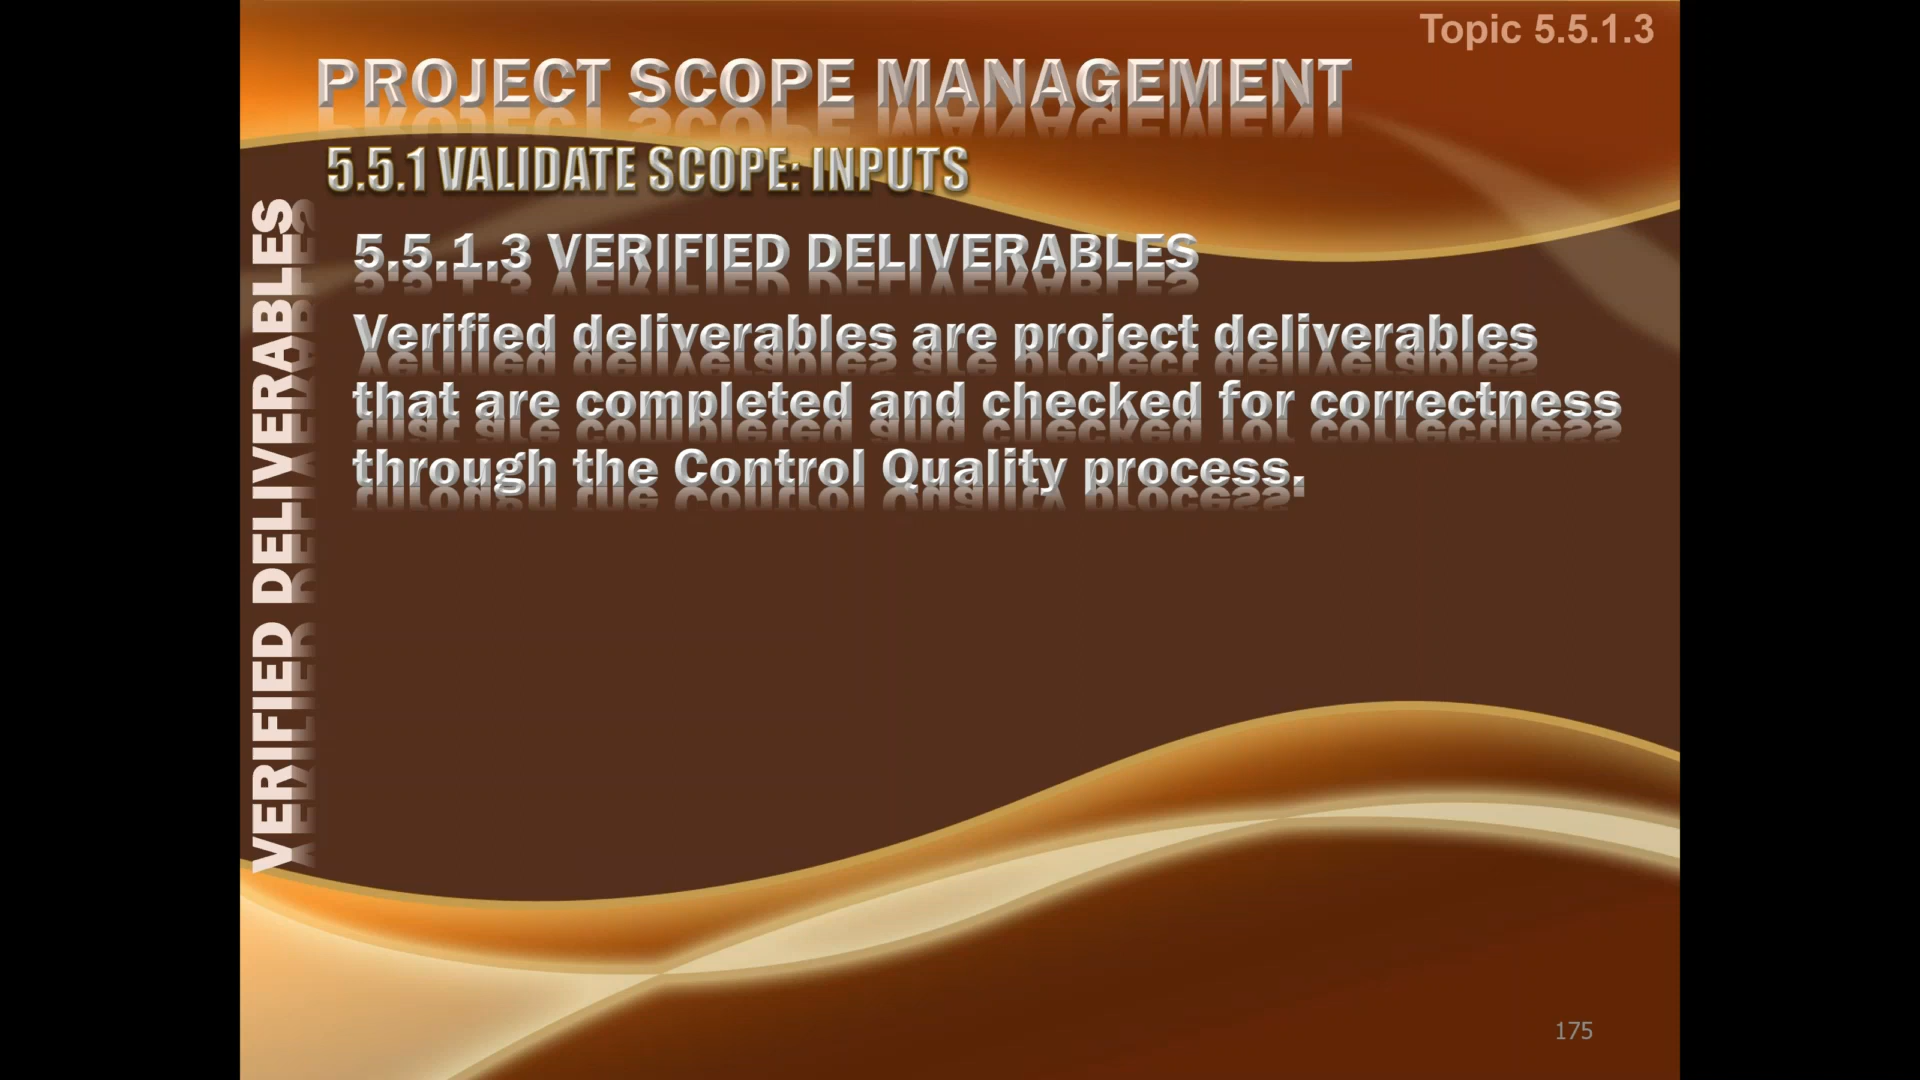 Topic 5.5.1.3
PROJECT SCOPE MANAGEMENT
5.5.1 VALIDATE SCOPE: INPUTS
VERIFIED DELIVERABLES
5.5.1.3 VERIFIED DELIVERABLES
Verified deliverables are project deliverables
that are completed and checked for correctness
through the Control Quality process.
175